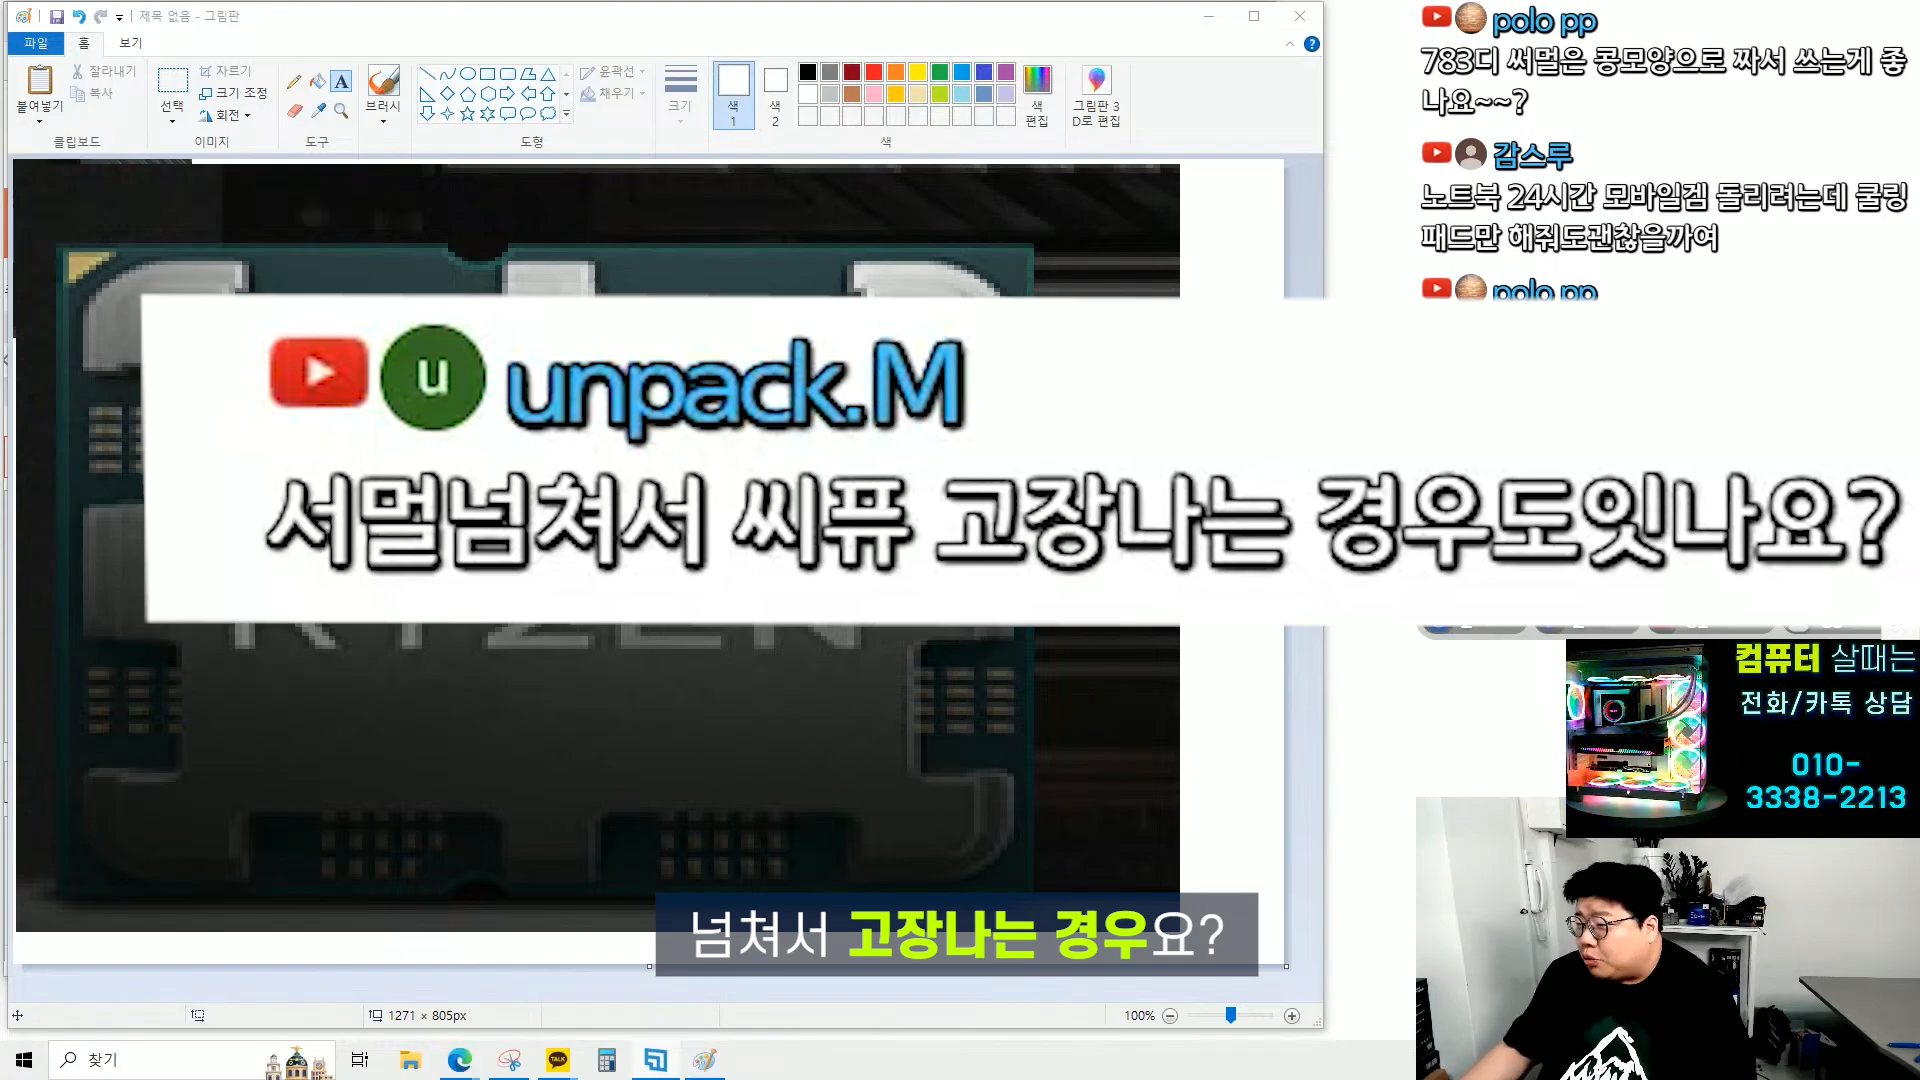 제목 없음 - 그림판
파일 홈 보기
붙여넣기
잘라내기
복사
클립보드
선택
자르기
크기 조정
회전
이미지
A
도구
브러시
도형
윤곽선
채우기
크기
색
1
색
2
색
편집
그림판 3
D로 편집
색
polo pp
783디 써멀은 콩모양으로 짜서 쓰는게 좋
나요~~?
감스루
노트북 24시간 모바일겜 돌리려는데 쿨링
패드만 해줘도괜찮을까여
polo pp
u unpack.M
서멀넘쳐서 씨퓨 고장나는 경우도잇나요?
RYZEN
컴퓨터 살때는
전화/카톡 상담
010-
3338-2213
넘쳐서 고장나는 경우요?
1271 × 805px
100%
찾기
TALK